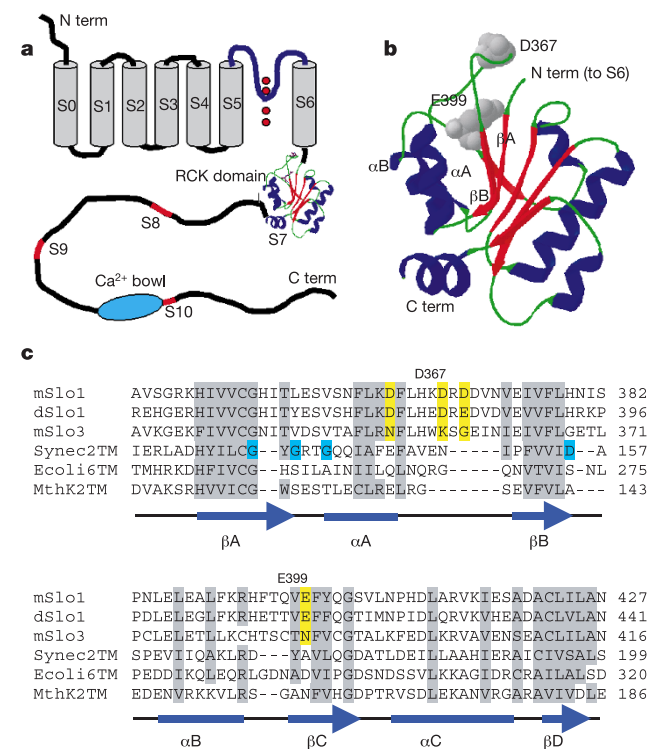 a
N term
S0 S1 S2 S3 S4 S5 S6
RCK domain
S7
S8
S9
Ca²⁺ bowl
S10
C term
b
D367
N term (to S6)
E399
βA
αB
αA
βB
C term
c
D367
mSlo1 AVSGRKHIVVCGHITLESVSNFLKDFLHKDRDDVNVEIVFLHNIS 382
dSlo1 REHGERHIVVCGHITYESVSHFLKDFLHEDREDVDVEVVFLHRKP 396
mSlo3 AVKGEKFIVVCGNITVDSVTAFLRNFLHWKSGEINIEIVFLGETL 371
Synec2TM IERLADHYILCG--YGRTGQQIAFEFAVEN-----IPFVVID--A 157
Ecoli6TM TMHRKDHFIVCG--HSILAINIILQLNQRG-----QNVTVIS-NL 275
MthK2TM DVAKSRHVVICG--WSESTLECLRELRG-------SEVFVLA--- 143
βA αA βB
E399
mSlo1 PNLELEALFKRHFTQVEFYQGSVLNPHDLARVKIESADACLILAN 427
dSlo1 PDLELEGLFKRHETTVEFFQGTIMNPIDLQRVKVHEADACLVLAN 441
mSlo3 PCLELETLLKCHTSCTNFVCGTALKFEDLKRVAVENSEACLILAN 416
Synec2TM SPEVIIQAKLRD--YAVLQGDATLDEILLAAHIERAICIVSALS 199
Ecoli6TM PEDDIKQLEQRLGDNADVIPGDSNDSSVLKKAGIDRCRAILALSD 320
MthK2TM EDENVRKKVLRS--GANFVHGDPTRVSDLEKANVRGARAVIVDLE 186
αB βC αC βD